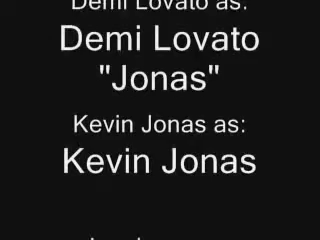 Demi Lovato as:
Demi Lovato
"Jonas"
Kevin Jonas as:
Kevin Jonas